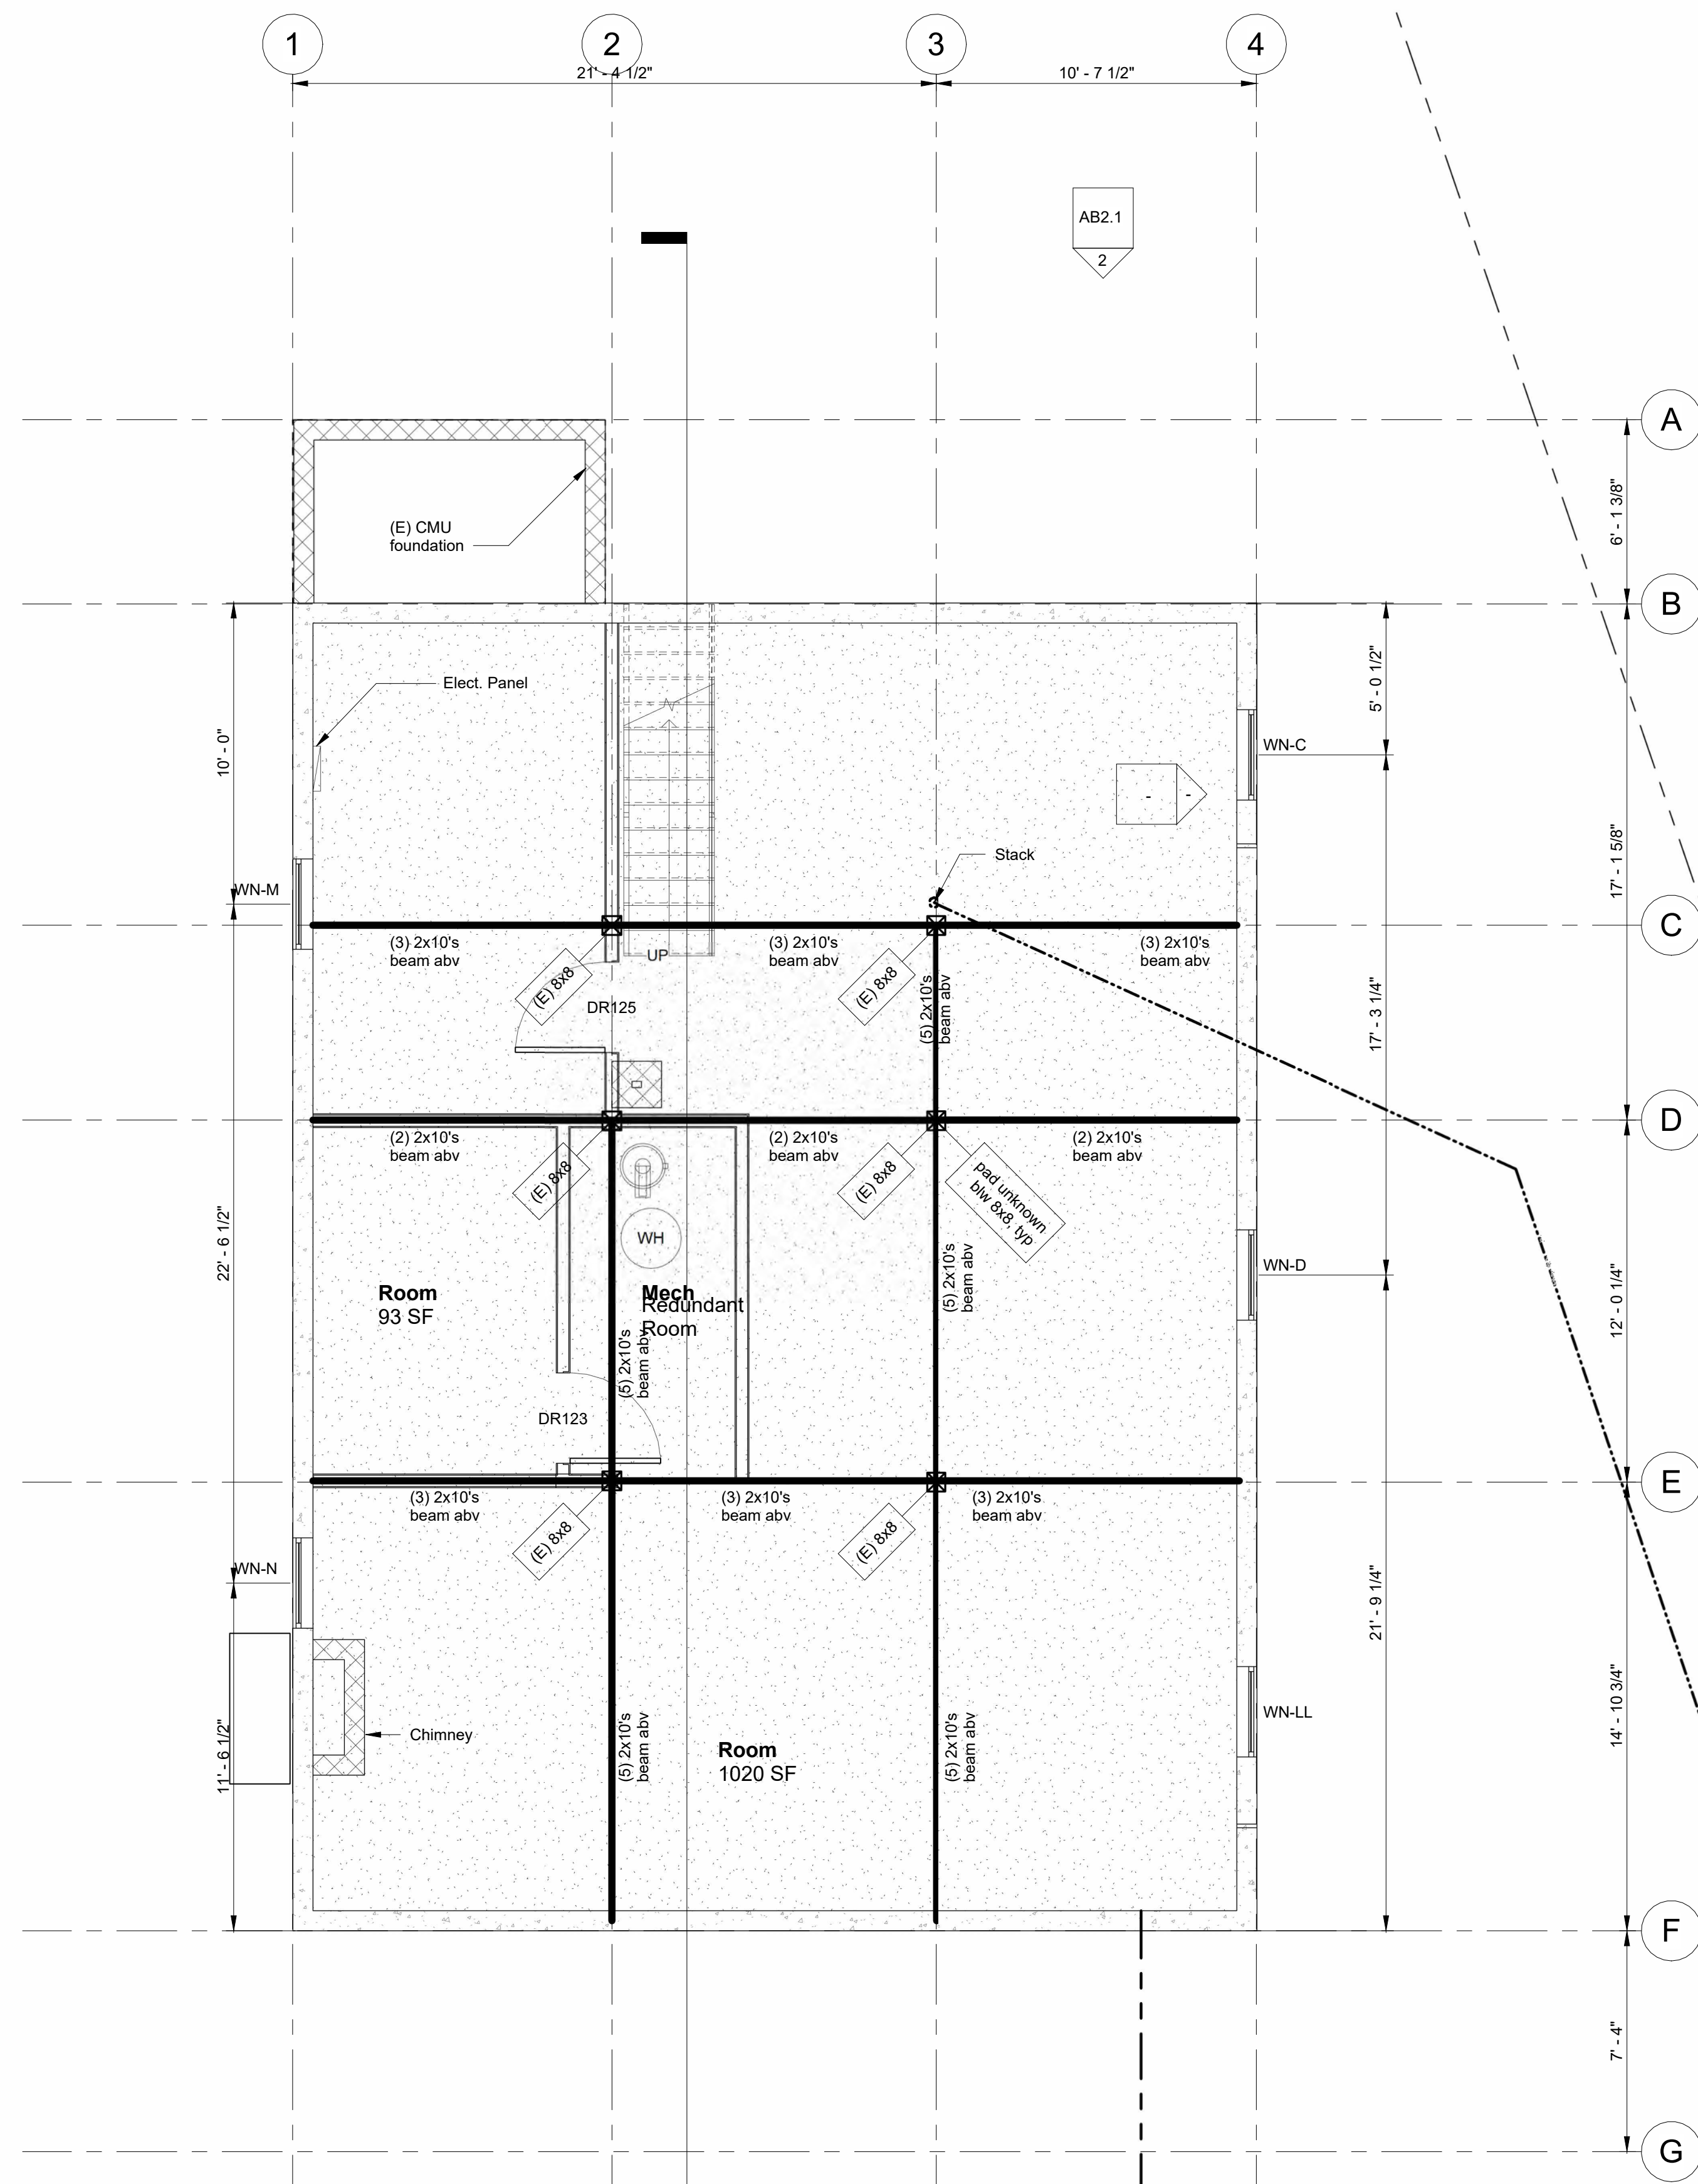 1
2
3
4
21' - 4 1/2"
10' - 7 1/2"
AB2.1
2
A
6' - 1 3/8"
(E) CMU
foundation
B
Elect. Panel
5' - 0 1/2"
10' - 0"
WN-C
-
-
17' - 1 5/8"
Stack
WN-M
C
(3) 2x10's
beam abv
(3) 2x10's
beam abv
(3) 2x10's
beam abv
UP
(E) 8x8
(E) 8x8
DR125
(5) 2x10's
beam abv
17' - 3 1/4"
D
(2) 2x10's
beam abv
(2) 2x10's
beam abv
(2) 2x10's
beam abv
(E) 8x8
(E) 8x8
pad unknown
blw 8x8, typ
WH
22' - 6 1/2"
WN-D
(5) 2x10's
beam abv
12' - 0 1/4"
Room
93 SF
Mech
Redundant
Room
(5) 2x10's
beam abv
DR123
E
(3) 2x10's
beam abv
(3) 2x10's
beam abv
(3) 2x10's
beam abv
(E) 8x8
(E) 8x8
WN-N
21' - 9 1/4"
14' - 10 3/4"
WN-LL
Chimney
11' - 6 1/2"
(5) 2x10's
beam abv
Room
1020 SF
(5) 2x10's
beam abv
F
7' - 4"
G